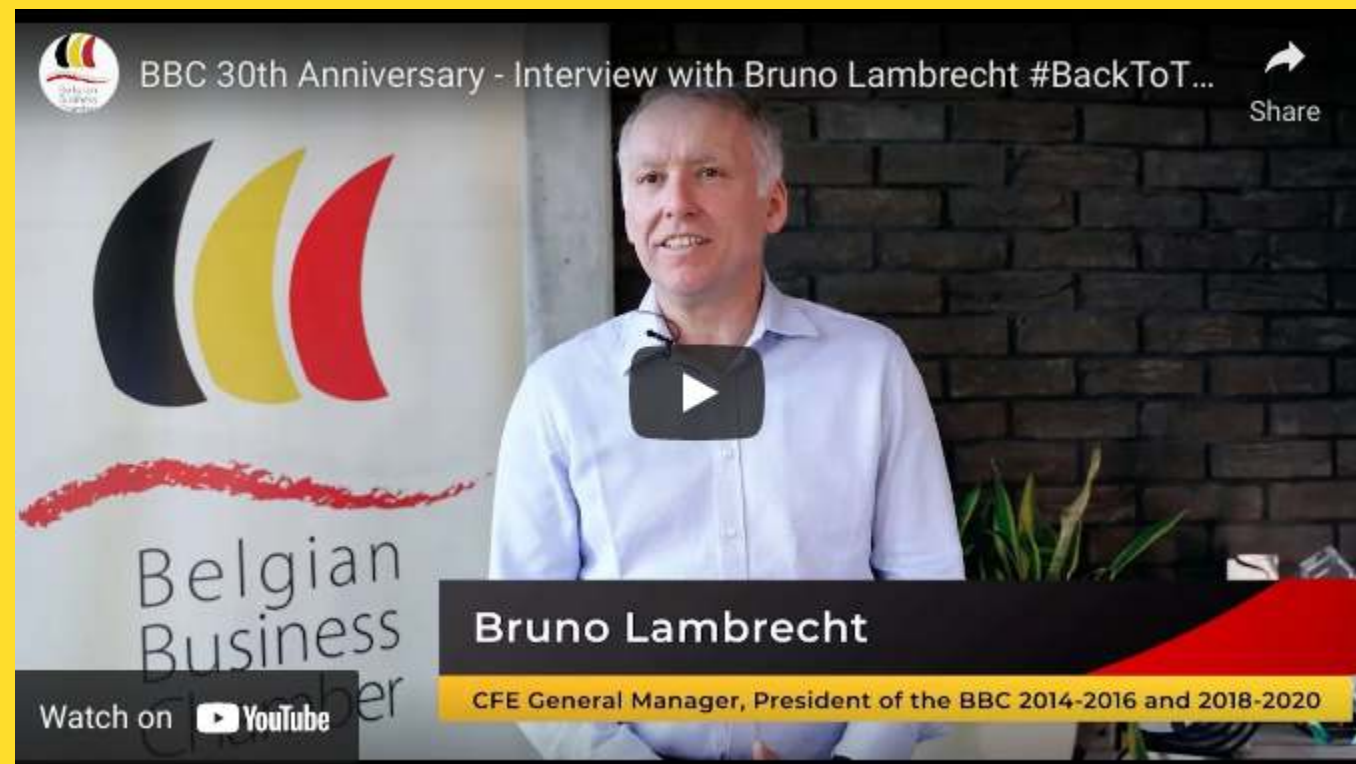 BBC 30th Anniversary - Interview with Bruno Lambrecht #BackToT...
Share
Belgian
Business
Chamber
Bruno Lambrecht
CFE General Manager, President of the BBC 2014-2016 and 2018-2020
Watch on YouTube